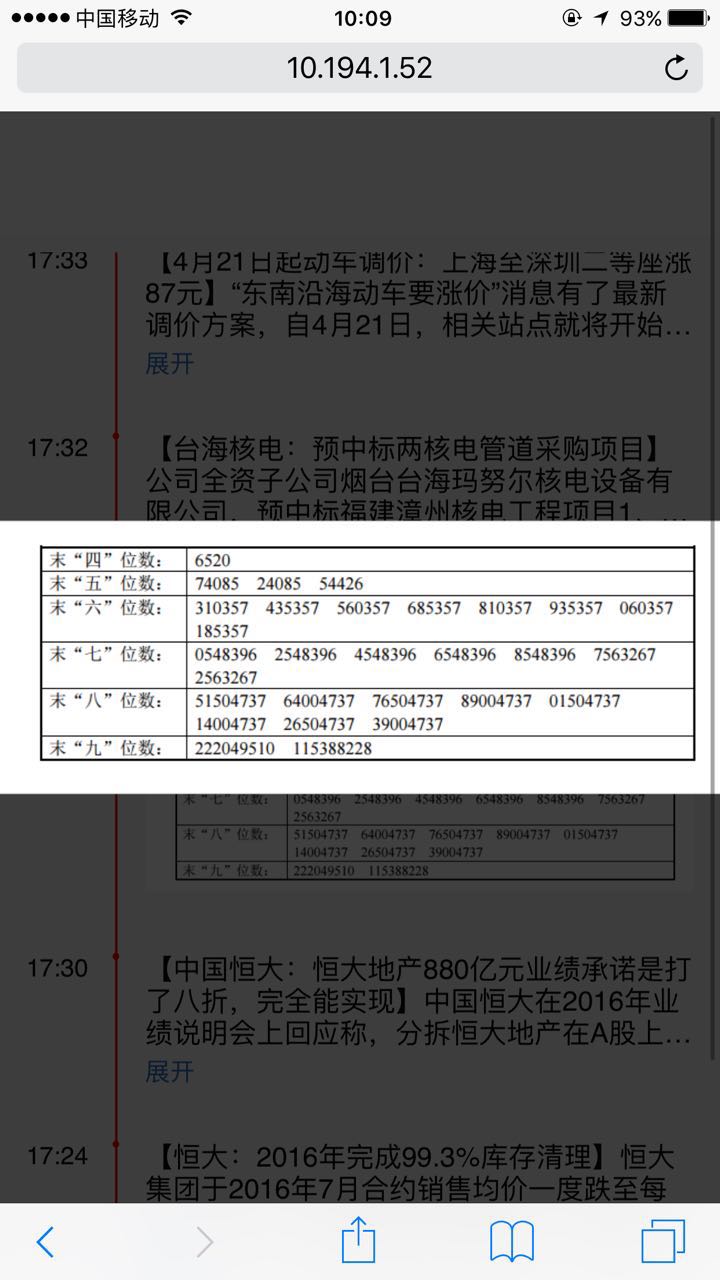 中国移动 10:09 93%
10.194.1.52
17:33 【4月21日起动车调价：上海至深圳二等座涨
87元】“东南沿海动车要涨价”消息有了最新
调价方案，自4月21日，相关站点就将开始…
展开
17:32 【台海核电：预中标两核电管道采购项目】
公司全资子公司烟台台海玛努尔核电设备有
限公司，预中标福建漳州核电工程项目1、…
末“四”位数： 6520
末“五”位数： 74085 24085 54426
末“六”位数： 310357 435357 560357 685357 810357 935357 060357
185357
末“七”位数： 0548396 2548396 4548396 6548396 8548396 7563267
2563267
末“八”位数： 51504737 64004737 76504737 89004737 01504737
14004737 26504737 39004737
末“九”位数： 222049510 115388228
末“七”位数： 0548396 2548396 4548396 6548396 8548396 7563267
2563267
末“八”位数： 51504737 64004737 76504737 89004737 01504737
14004737 26504737 39004737
末“九”位数： 222049510 115388228
17:30 【中国恒大：恒大地产880亿元业绩承诺是打
了八折，完全能实现】中国恒大在2016年业
绩说明会上回应称，分拆恒大地产在A股上…
展开
17:24 【恒大：2016年完成99.3%库存清理】恒大
集团于2016年7月合约销售均价一度跌至每